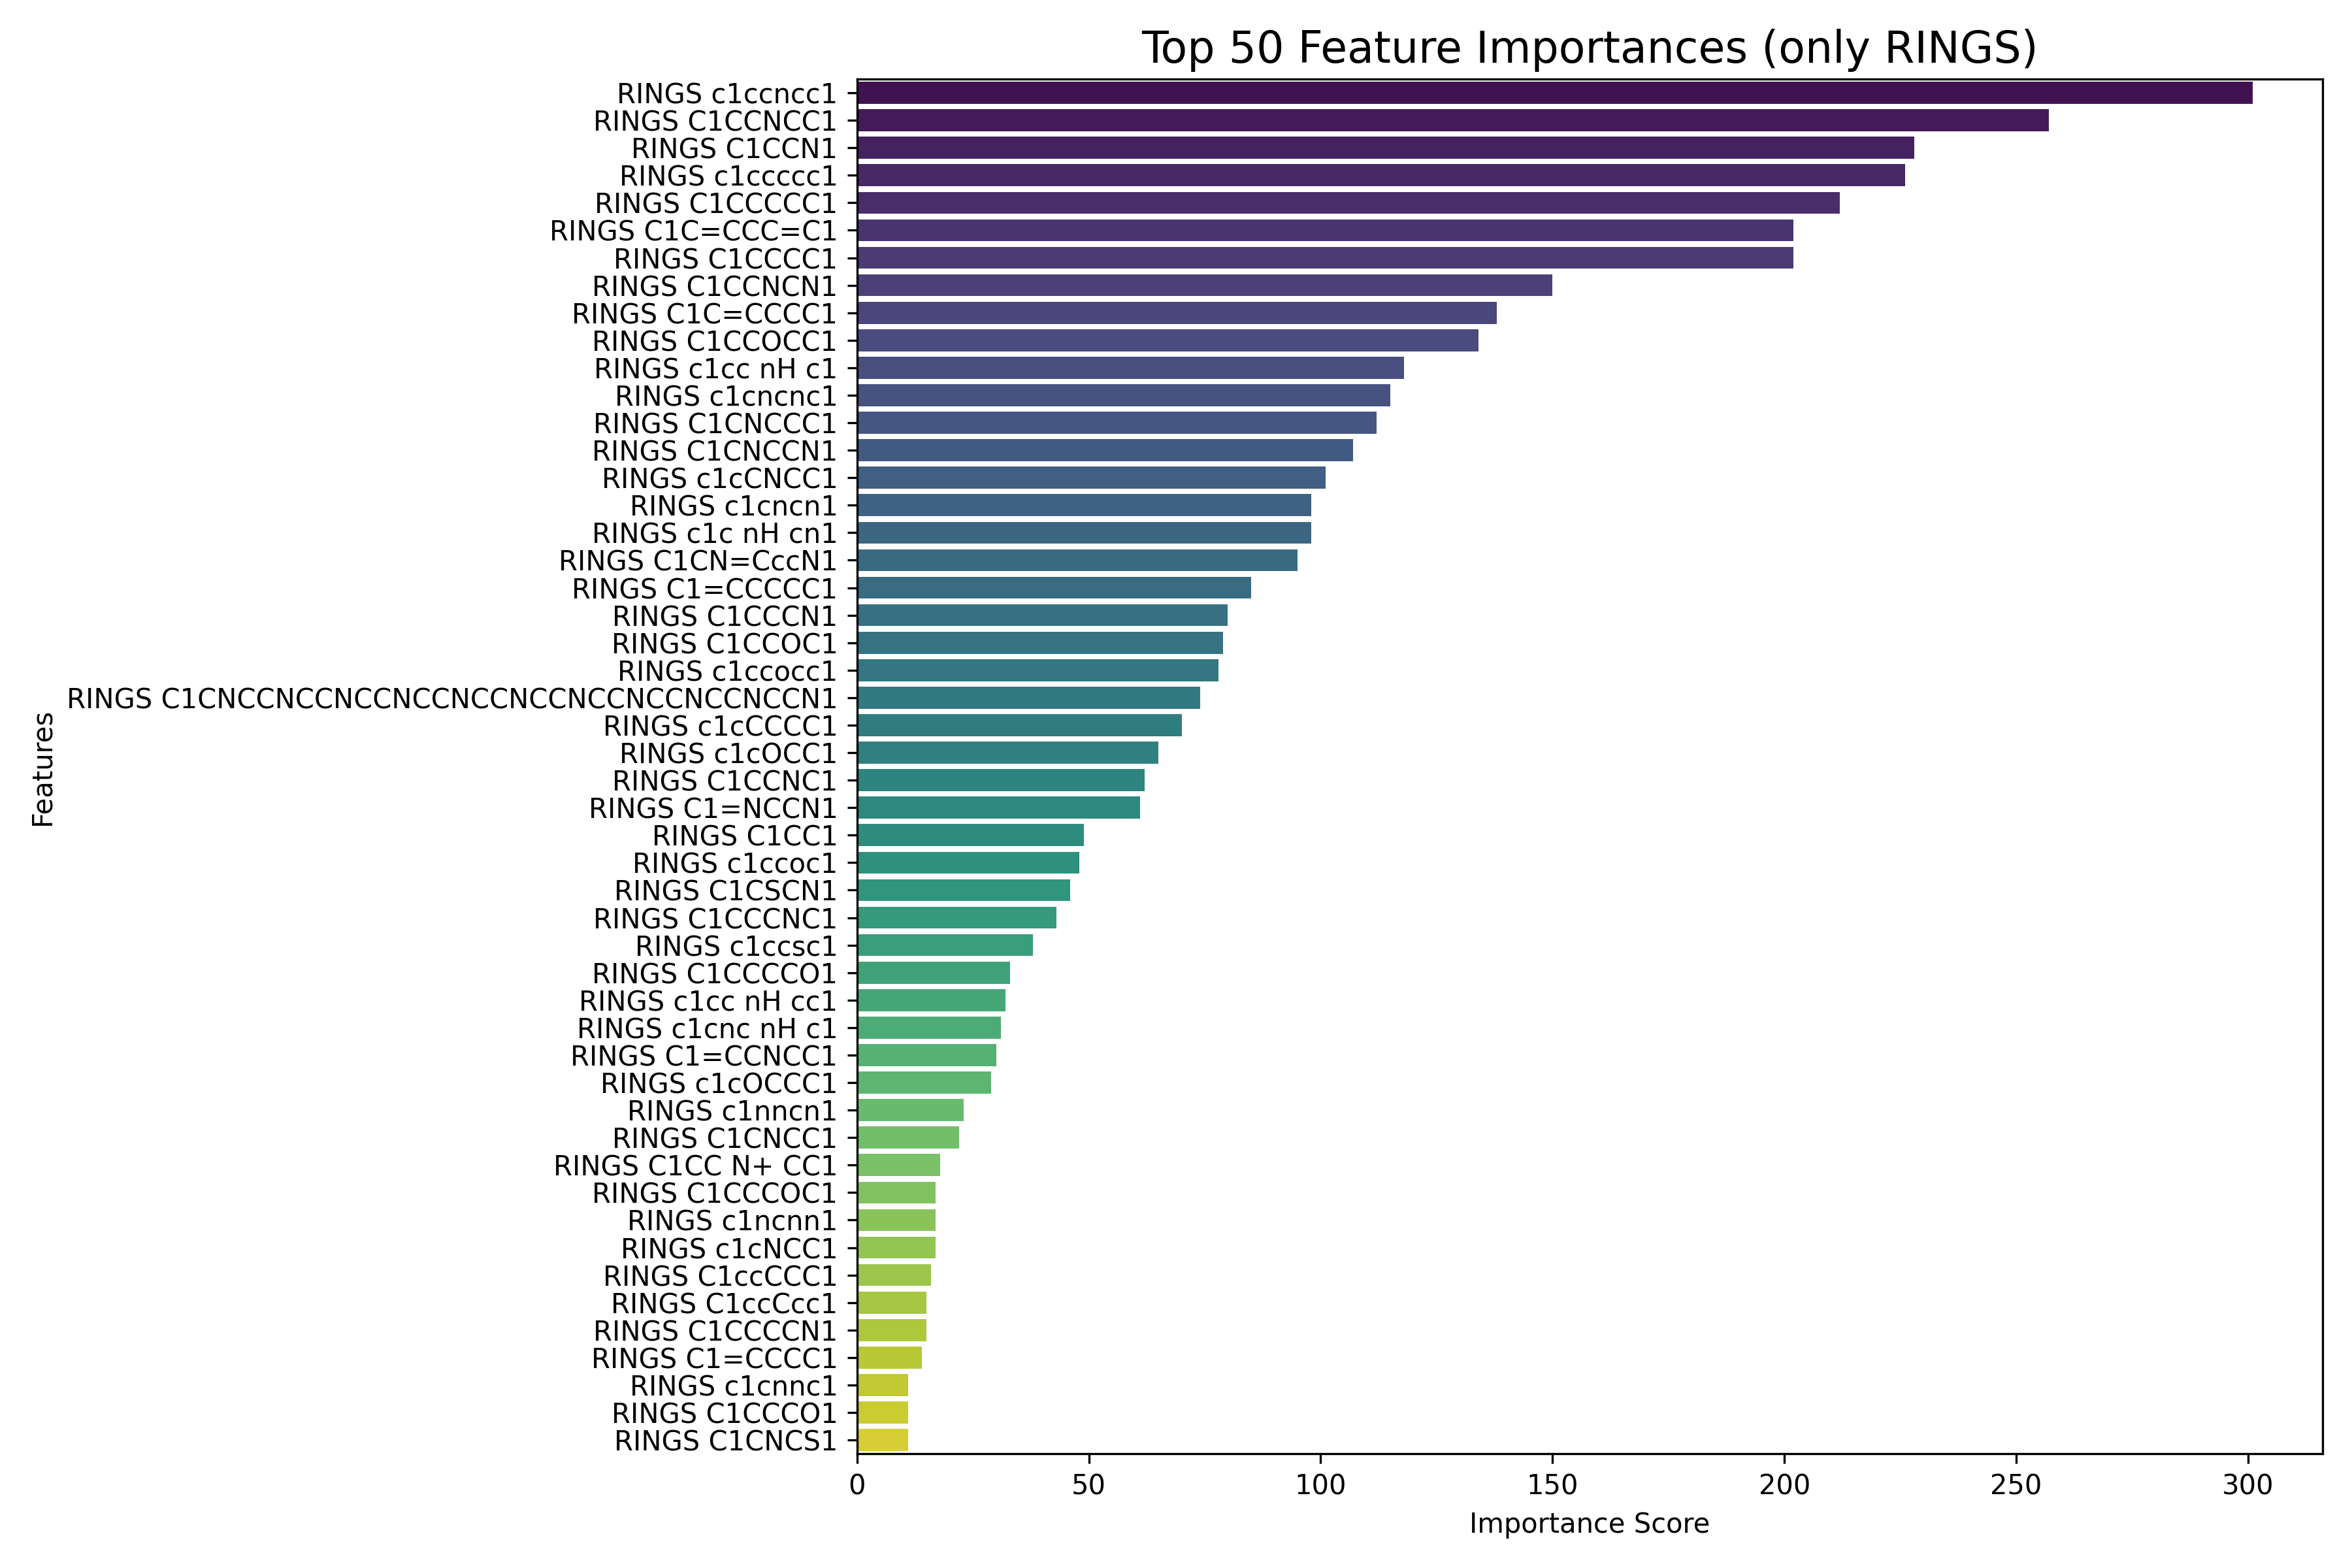 Top 50 Feature Importances (only RINGS)
RINGS c1ccncc1
RINGS C1CCNCC1
RINGS C1CCN1
RINGS c1ccccc1
RINGS C1CCCCC1
RINGS C1C=CCC=C1
RINGS C1CCCC1
RINGS C1CCNCN1
RINGS C1C=CCCC1
RINGS C1CCOCC1
RINGS c1cc nH c1
RINGS c1cncnc1
RINGS C1CNCCC1
RINGS C1CNCCN1
RINGS c1cCNCC1
RINGS c1cncn1
RINGS c1c nH cn1
RINGS C1CN=CccN1
RINGS C1=CCCCC1
RINGS C1CCCN1
RINGS C1CCOC1
RINGS c1ccocc1
RINGS C1CNCCNCCNCCNCCNCCNCCNCCNCCNCCNCCN1
RINGS c1cCCCC1
RINGS c1cOCC1
RINGS C1CCNC1
RINGS C1=NCCN1
RINGS C1CC1
RINGS c1ccoc1
RINGS C1CSCN1
RINGS C1CCCNC1
RINGS c1ccsc1
RINGS C1CCCCO1
RINGS c1cc nH cc1
RINGS c1cnc nH c1
RINGS C1=CCNCC1
RINGS c1cOCCC1
RINGS c1nncn1
RINGS C1CNCC1
RINGS C1CC N+ CC1
RINGS C1CCCOC1
RINGS c1ncnn1
RINGS c1cNCC1
RINGS C1ccCCC1
RINGS C1ccCcc1
RINGS C1CCCCN1
RINGS C1=CCCC1
RINGS c1cnnc1
RINGS C1CCCO1
RINGS C1CNCS1
Features
0 50 100 150 200 250 300
Importance Score